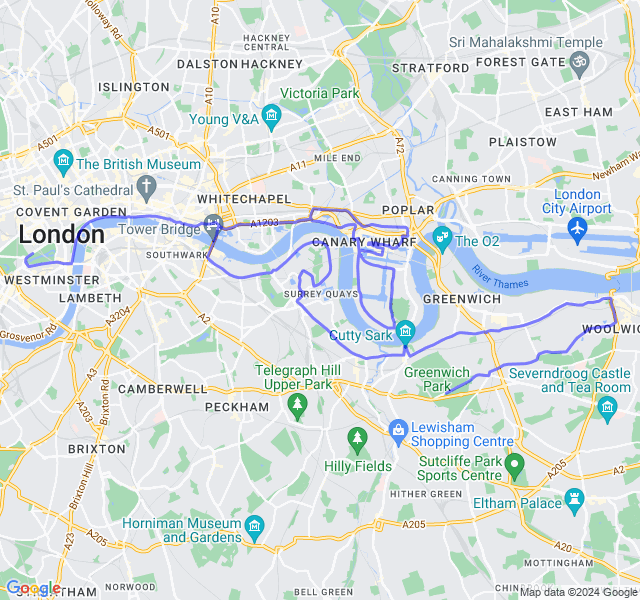 Holloway Rd
A10
HACKNEY
CENTRAL
DALSTON
HACKNEY
STRATFORD
Sri Mahalakshmi Temple
FOREST GATE
ISLINGTON
Victoria Park
EAST HAM
A501
Young V&A
A12
PLAISTOW
A501
The British Museum
A11
MILE END
Newham Way
St. Paul's Cathedral
WHITECHAPEL
CANNING TOWN
London
City Airport
COVENT GARDEN
POPLAR
A1203
London
Tower Bridge
CANARY WHARF
The O2
SOUTHWARK
River Thames
WESTMINSTER
SURREY QUAYS
GREENWICH
LAMBETH
A3204
A2
Grosvenor Rd
Cutty Sark
WOOLWIC
A3
Telegraph Hill
Upper Park
Greenwich
Park
Severndroog Castle
and Tea Room
CAMBERWELL
PECKHAM
A203
Brixton Rd
Lewisham
Shopping Centre
BRIXTON
Hilly Fields
Sutcliffe Park
Sports Centre
A205
Brixton Hill
HITHER GREEN
Eltham Palace
Horniman Museum
and Gardens
A205
A23
A20
MOTTINGHAM
Google
STREATHAM
NORWOOD
BELL GREEN
Map data ©2024 Google